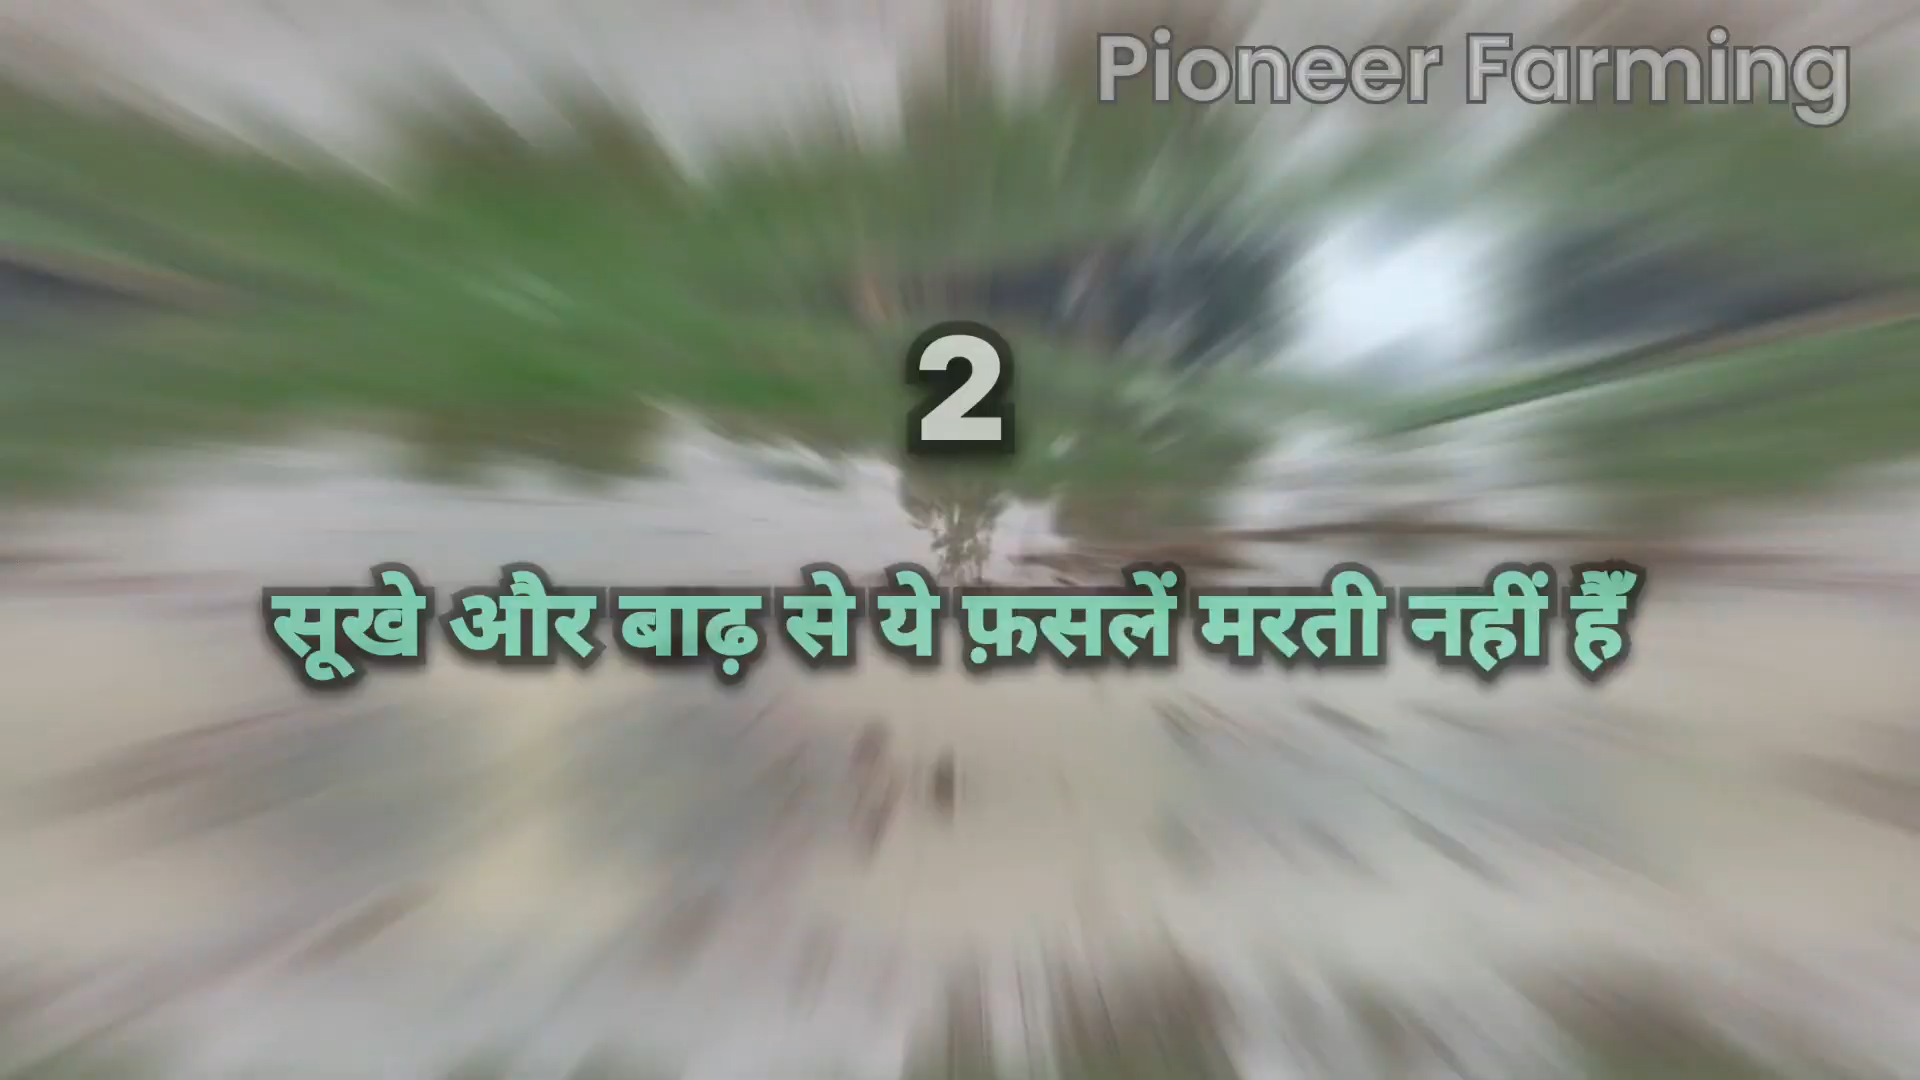 Pioneer Farming
2
सूखे और बाढ़ से ये फ़सलें मरती नहीं हैँ